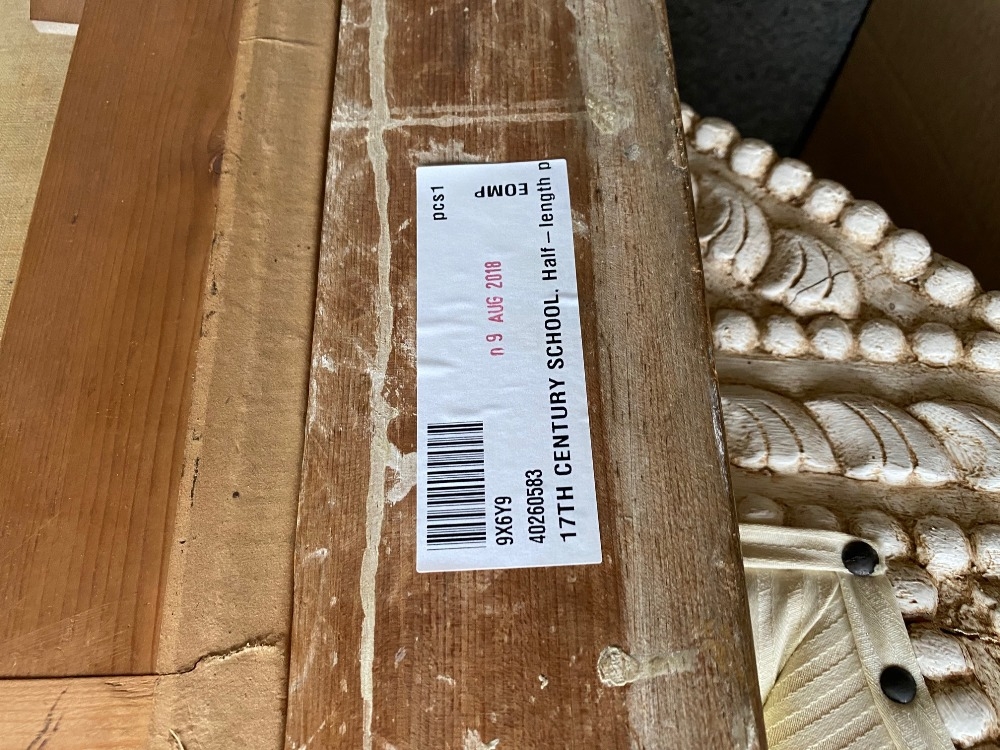 pcs1
EOMP
09 AUG 2018
9X6Y9
40260583
17TH CENTURY SCHOOL. Half-length p